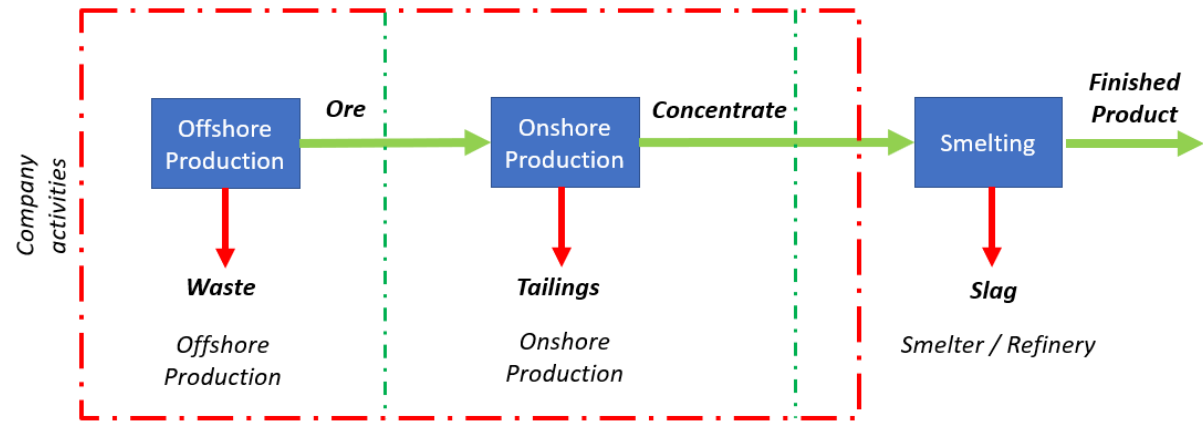 Company
activities
Offshore
Production
Ore
Onshore
Production
Concentrate
Smelting
Finished
Product
Waste
Tailings
Slag
Offshore
Production
Onshore
Production
Smelter / Refinery